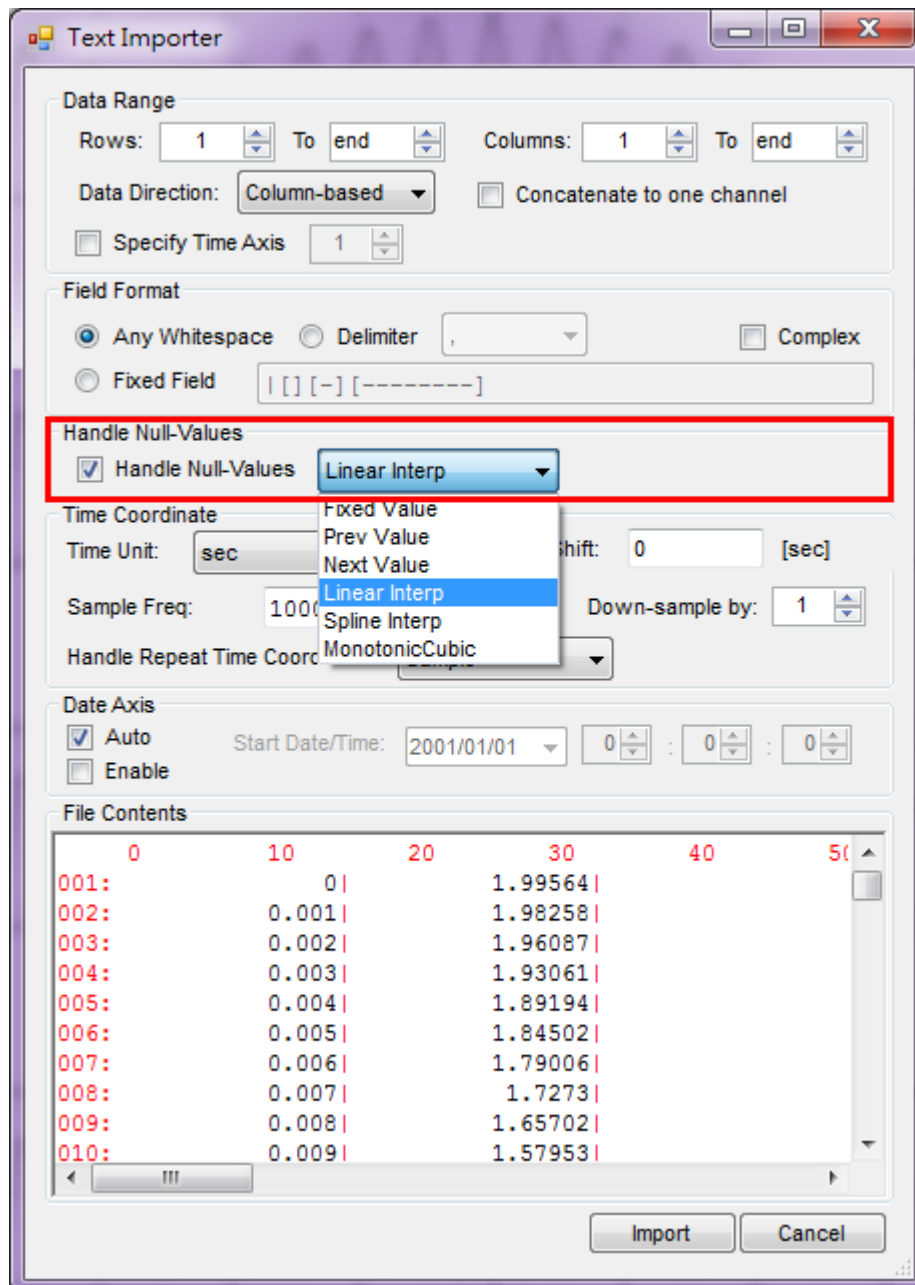 Text Importer
Data Range
Rows: 1 To end Columns: 1 To end
Data Direction: Column-based Concatenate to one channel
Specify Time Axis 1
Field Format
Any Whitespace Delimiter , Complex
Fixed Field |[][-][--------]
Handle Null-Values
Handle Null-Values Linear Interp
Fixed Value
Time Coordinate
Prev Value
Time Unit: sec Shift: 0 [sec]
Next Value
Linear Interp
Sample Freq: 1000 Down-sample by: 1
Spline Interp
MonotonicCubic
Handle Repeat Time Coor
Date Axis
Auto Start Date/Time: 2001/01/01 0 : 0 : 0
Enable
File Contents
0 10 20 30 40 50
001: 0| 1.99564|
002: 0.001| 1.98258|
003: 0.002| 1.96087|
004: 0.003| 1.93061|
005: 0.004| 1.89194|
006: 0.005| 1.84502|
007: 0.006| 1.79006|
008: 0.007| 1.7273|
009: 0.008| 1.65702|
010: 0.009| 1.57953|
Import Cancel